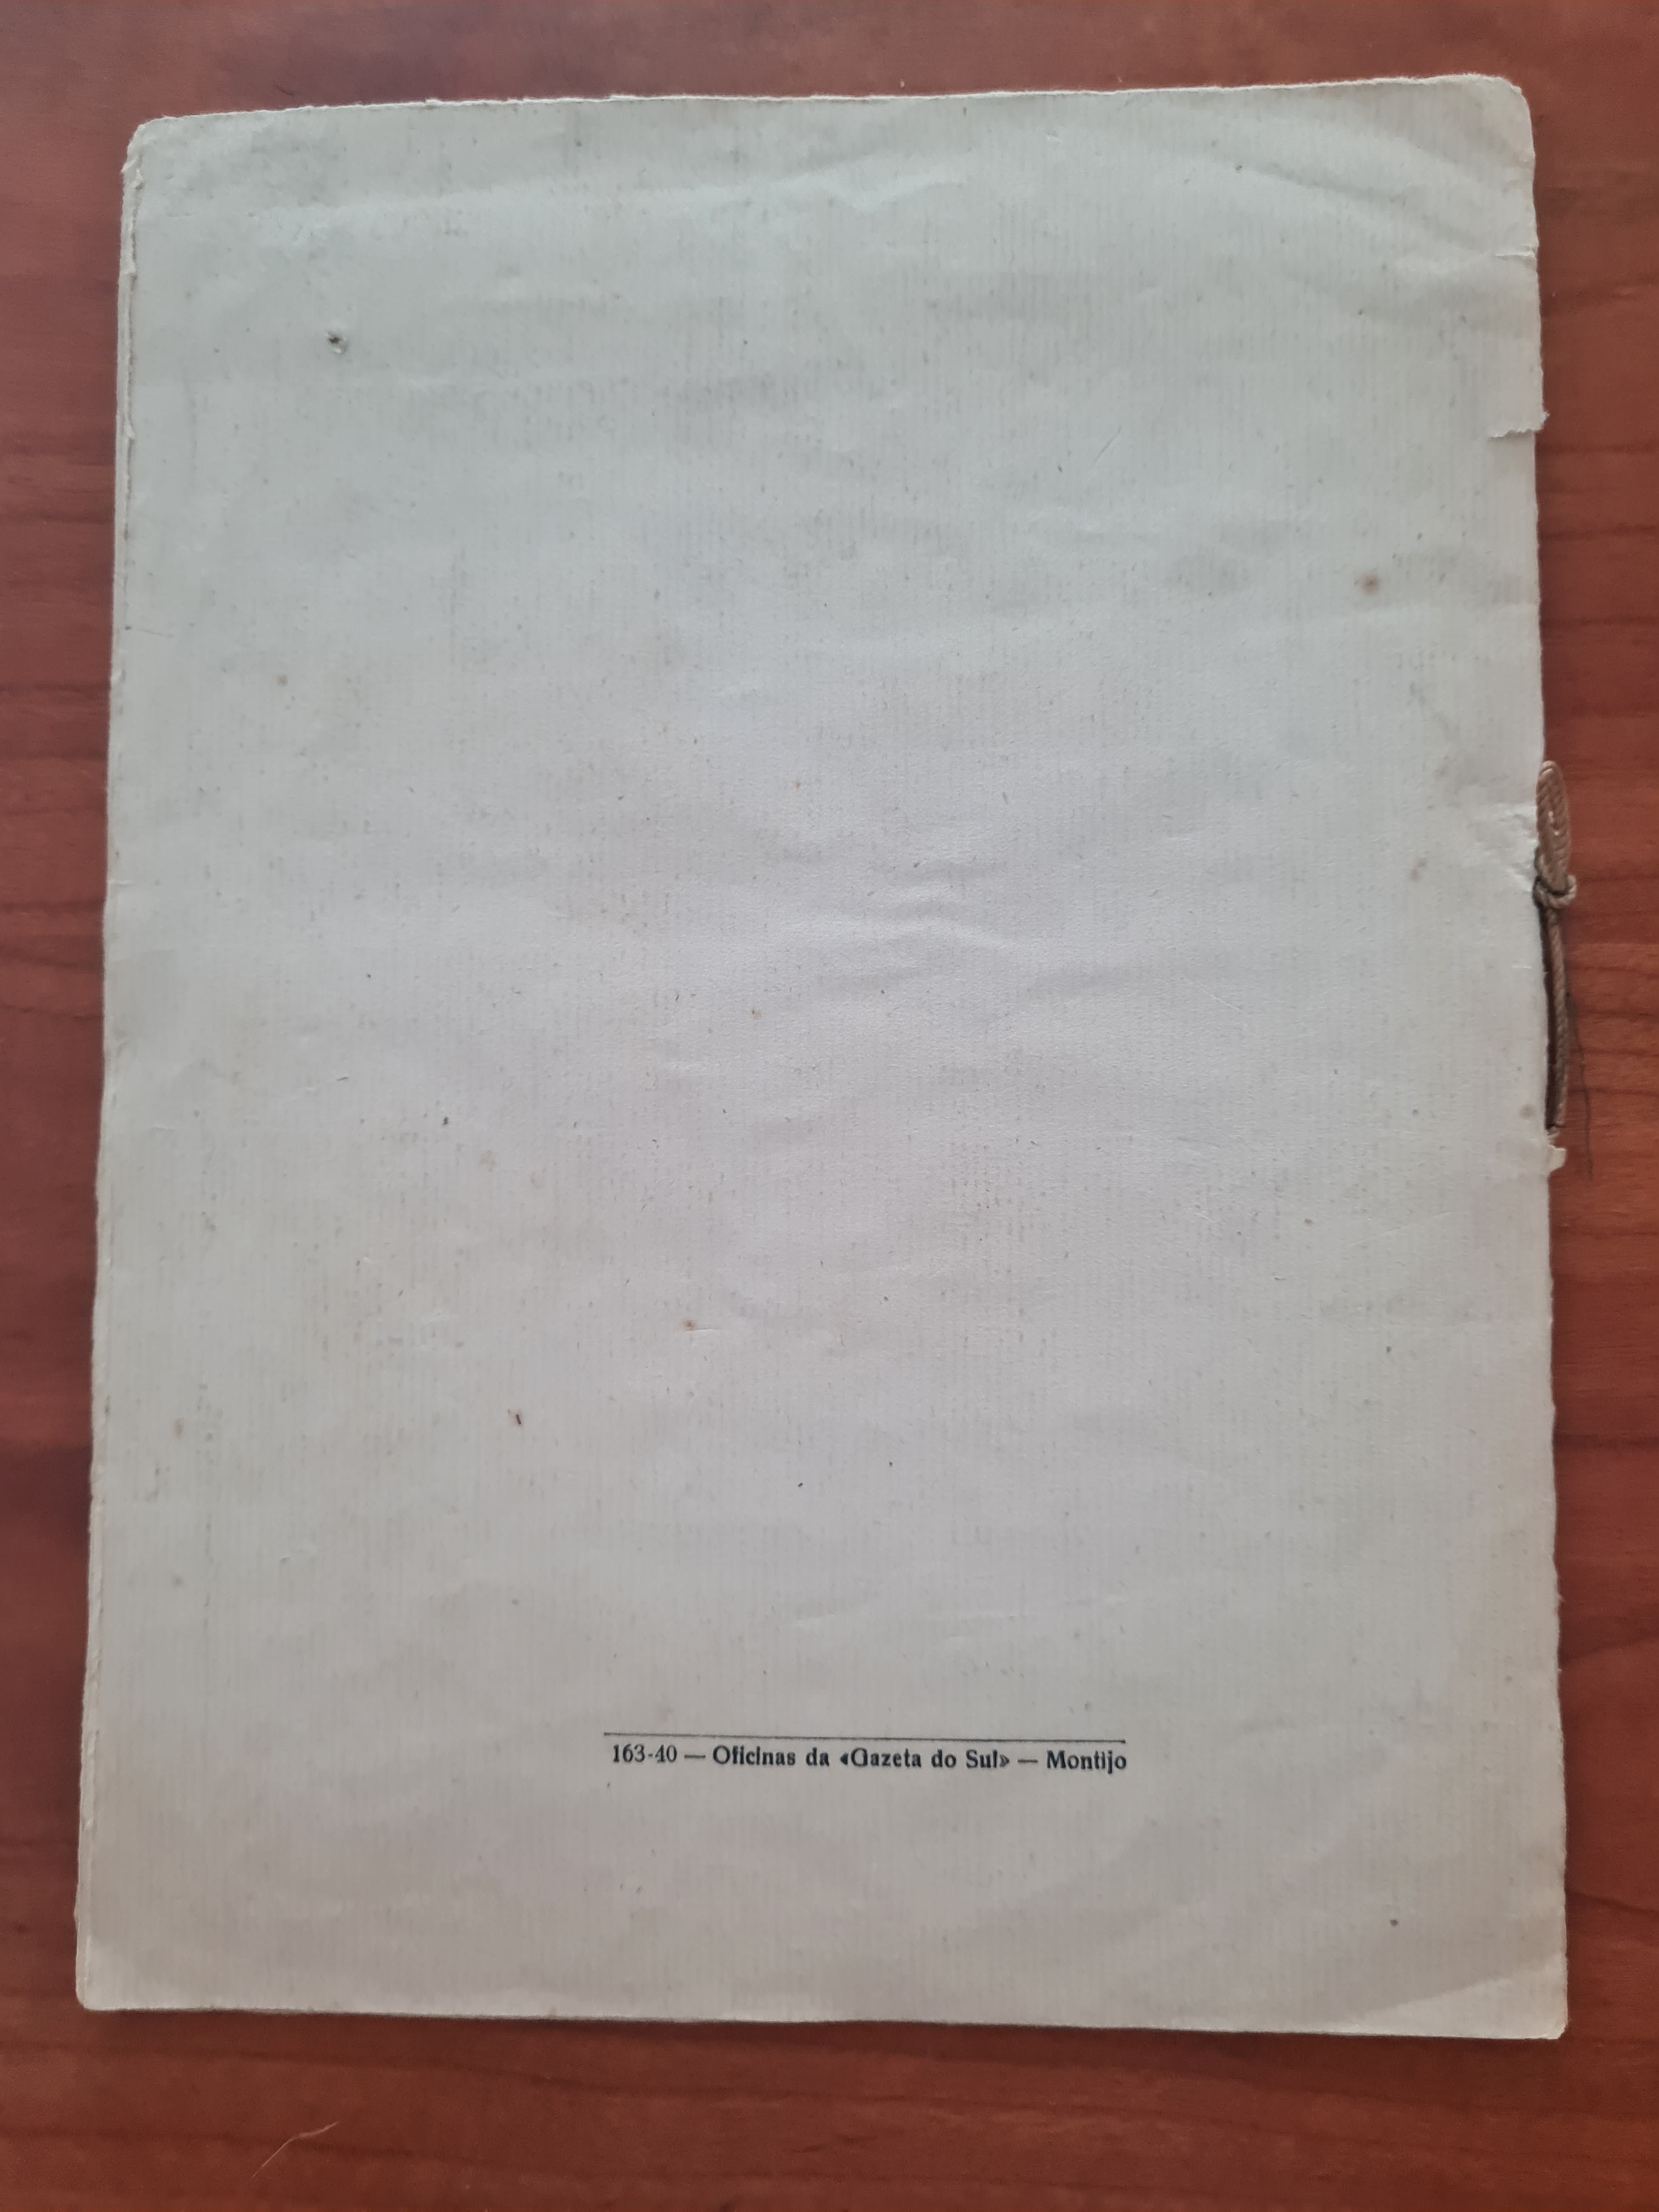 163-40 — Oficinas da «Gazeta do Sul» — Montijo